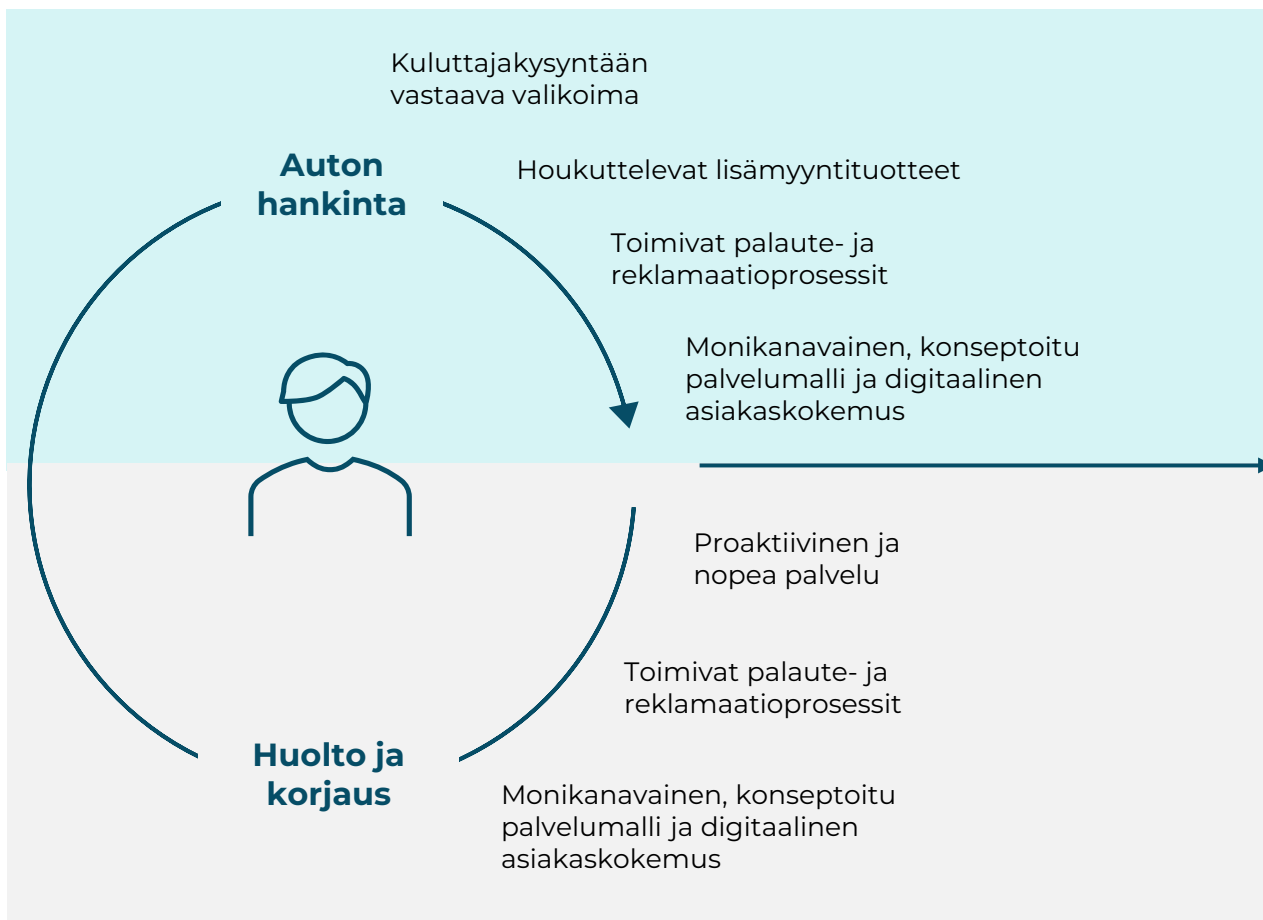 Kuluttajakysyntään
vastaava valikoima
Auton
hankinta
Houkuttelevat lisämyyntituotteet
Toimivat palaute- ja
reklamaatioprosessit
Monikanavainen, konseptoitu
palvelumalli ja digitaalinen
asiakaskokemus
Proaktiivinen ja
nopea palvelu
Toimivat palaute- ja
reklamaatioprosessit
Huolto ja
korjaus
Monikanavainen, konseptoitu
palvelumalli ja digitaalinen
asiakaskokemus